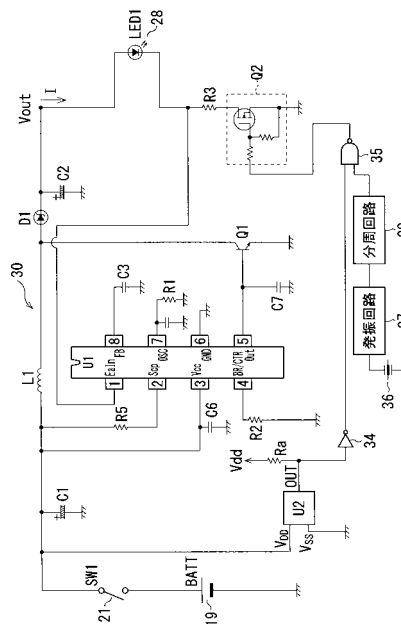 30
L1
D1
Vout
I
C1
C2
LED1
28
SW1
21
BATT
19
R5
U1
1 EaIn
2 Scp
3 Vcc
4 BR/CTR
8 FB
7 OSC
6 GND
5 Out
C3
R1
C6
R2
C7
Q1
R3
Q2
Vdd
Ra
OUT
U2
VDD
VSS
34
35
36
発振回路
分周回路